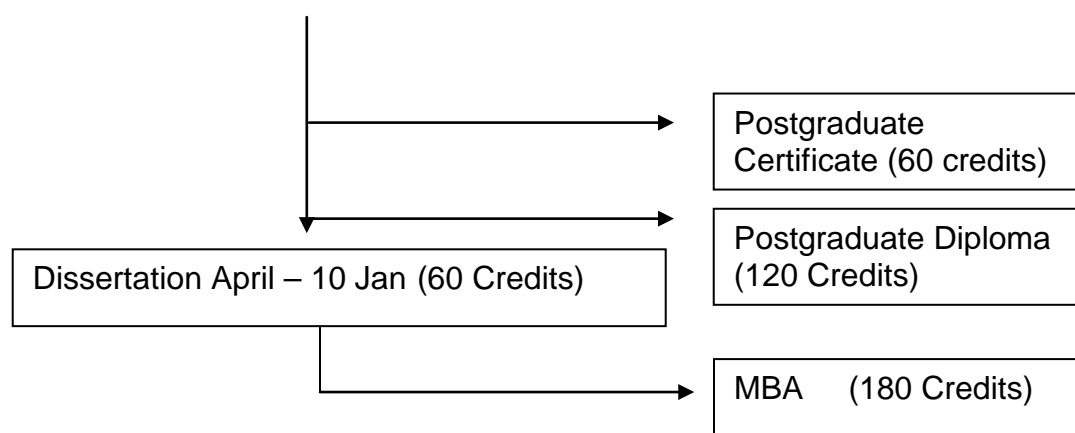 Postgraduate
Certificate (60 credits)
Postgraduate Diploma
(120 Credits)
Dissertation April – 10 Jan (60 Credits)
MBA (180 Credits)